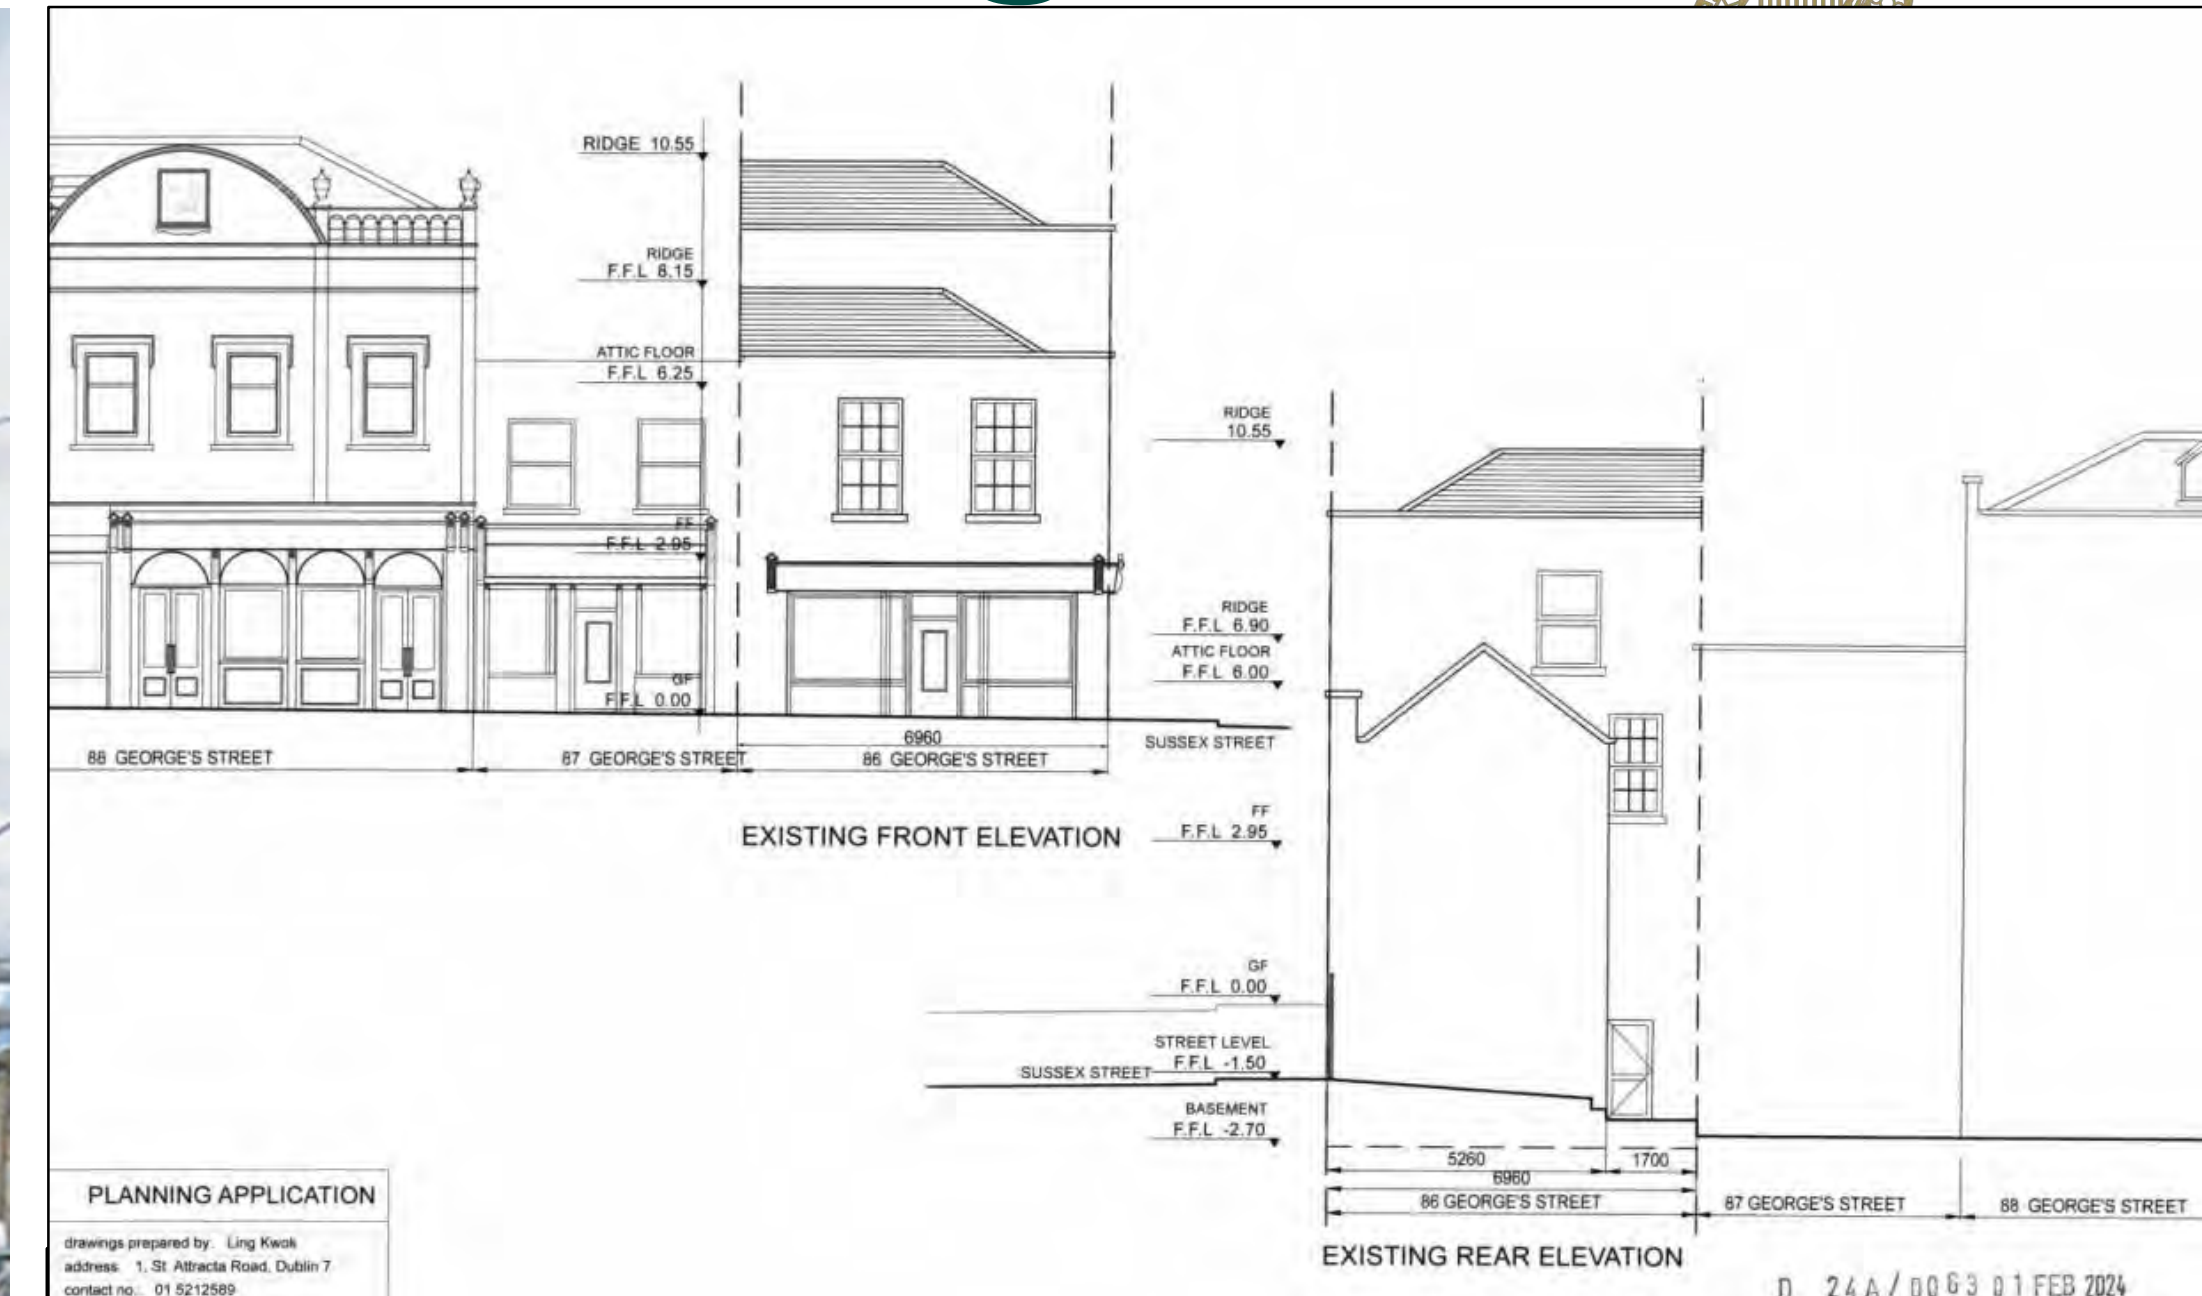 RIDGE 10.55
RIDGE
F.F.L 8.15
ATTIC FLOOR
F.F.L 6.25
FF
F.F.L 2.95
GF
F.F.L 0.00
88 GEORGE'S STREET
87 GEORGE'S STREET
6960
86 GEORGE'S STREET
SUSSEX STREET
EXISTING FRONT ELEVATION
RIDGE
10.55
RIDGE
F.F.L 6.90
ATTIC FLOOR
F.F.L 6.00
FF
F.F.L 2.95
GF
F.F.L 0.00
STREET LEVEL
F.F.L -1.50
SUSSEX STREET
BASEMENT
F.F.L -2.70
5260
1700
6960
86 GEORGE'S STREET
87 GEORGE'S STREET
88 GEORGE'S STREET
EXISTING REAR ELEVATION
PLANNING APPLICATION
drawings prepared by: Ling Kwok
address: 1, St Attracta Road, Dublin 7
contact no.: 01 5212589
D 24A/0063 01 FEB 2024